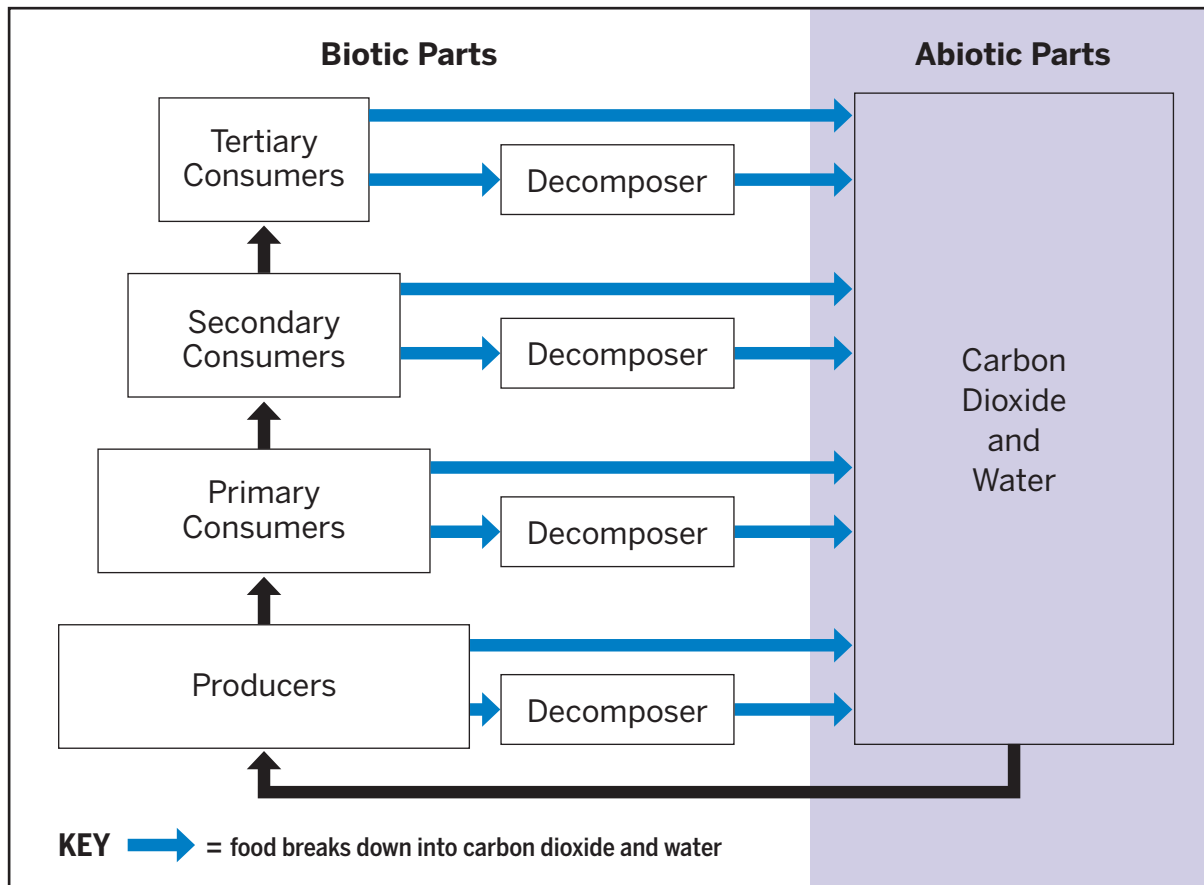 Biotic Parts
Abiotic Parts
Tertiary
Consumers
Decomposer
Secondary
Consumers
Decomposer
Primary
Consumers
Decomposer
Producers
Decomposer
Carbon
Dioxide
and
Water
KEY = food breaks down into carbon dioxide and water